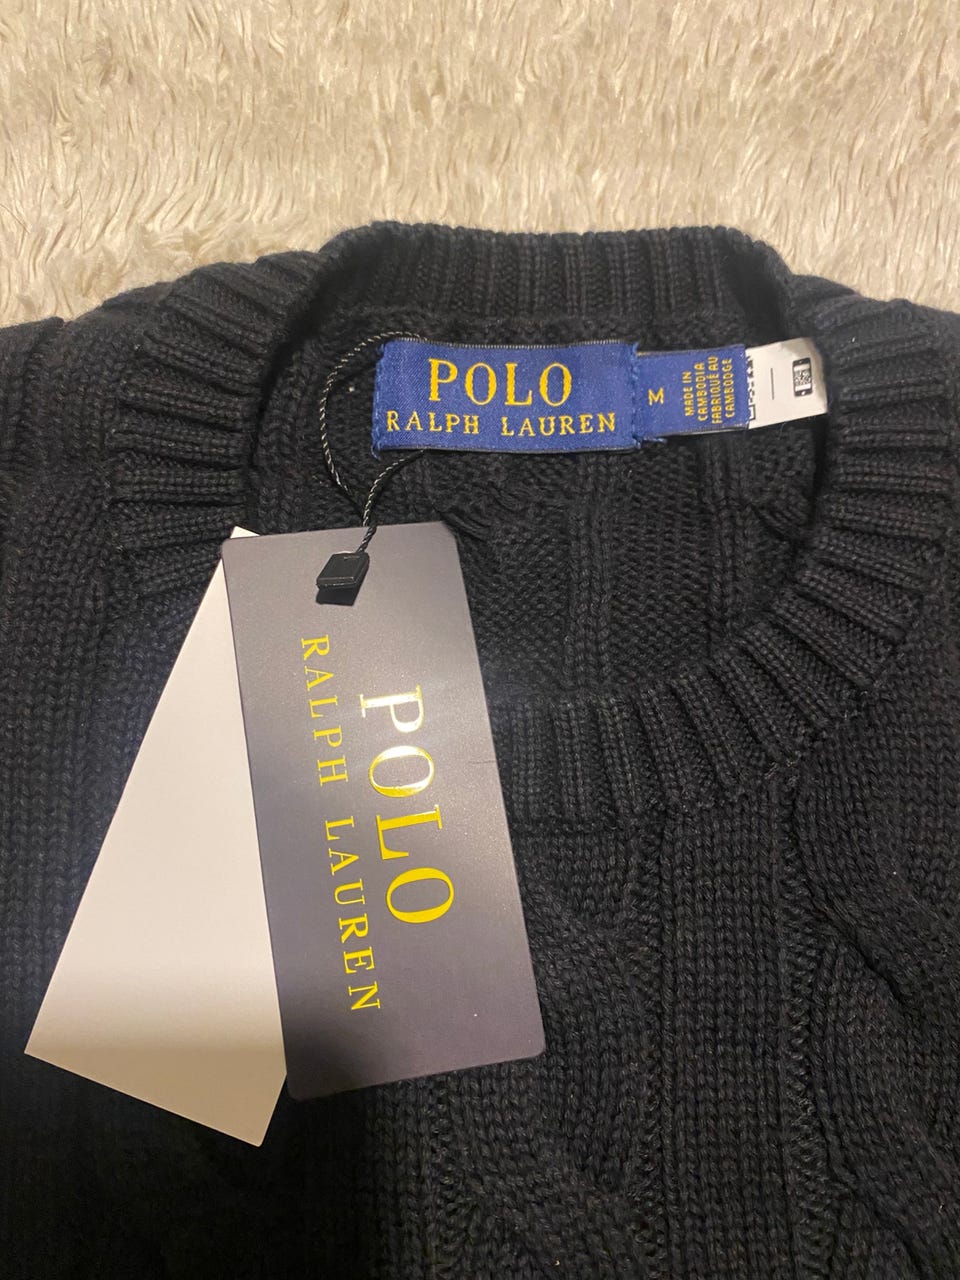 POLO
RALPH LAUREN
M
MADE IN
CAMBODIA
FABRIQUÉ AU
CAMBODGE
POLO
RALPH LAUREN